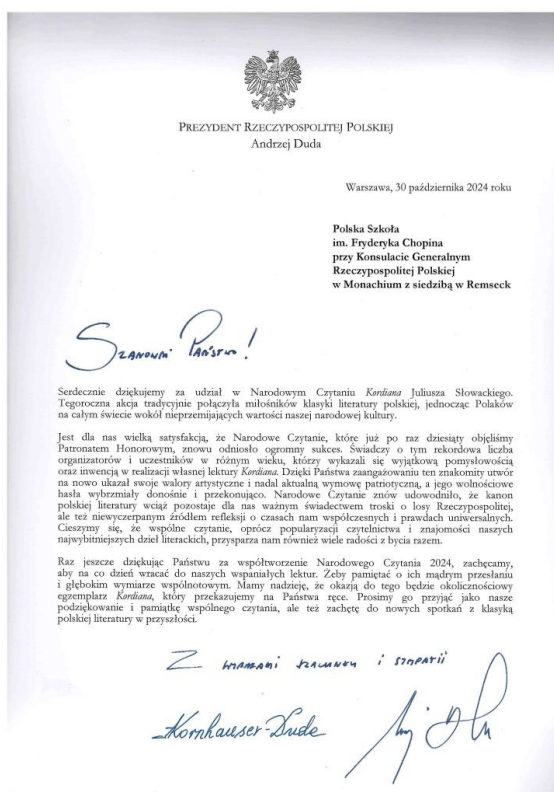 PREZYDENT RZECZYPOSPOLITEJ POLSKIEJ
Andrzej Duda
Warszawa, 30 października 2024 roku
Polska Szkoła
im. Fryderyka Chopina
przy Konsulacie Generalnym
Rzeczypospolitej Polskiej
w Monachium z siedzibą w Remseck
Szanowni Państwo!
Serdecznie dziękujemy za udział w Narodowym Czytaniu Kordiana Juliusza Słowackiego.
Tegoroczna akcja tradycyjnie połączyła miłośników klasyki literatury polskiej, jednocząc Polaków
na całym świecie wokół nieprzemijających wartości naszej narodowej kultury.
Jest dla nas wielką satysfakcją, że Narodowe Czytanie, które już po raz dziesiąty objęliśmy
Patronatem Honorowym, znowu odniosło ogromny sukces. Świadczy o tym rekordowa liczba
organizatorów i uczestników w różnym wieku, którzy wykazali się wyjątkową pomysłowością
oraz inwencją w realizacji własnej lektury Kordiana. Dzięki Państwa zaangażowaniu ten znakomity utwór
na nowo ukazał swoje walory artystyczne i nadal aktualną wymowę patriotyczną, a jego wolnościowe
hasła wybrzmiały donośnie i przekonująco. Narodowe Czytanie znów udowodniło, że kanon
polskiej literatury wciąż pozostaje dla nas ważnym świadectwem troski o losy Rzeczypospolitej,
ale też niewyczerpanym źródłem refleksji o czasach nam współczesnych i prawdach uniwersalnych.
Cieszymy się, że wspólne czytanie, oprócz popularyzacji czytelnictwa i znajomości naszych
najwybitniejszych dzieł literackich, przysparza nam również wiele radości z bycia razem.
Raz jeszcze dziękując Państwu za współtworzenie Narodowego Czytania 2024, zachęcamy,
aby na co dzień wracać do naszych wspaniałych lektur. Żeby pamiętać o ich mądrym przesłaniu
i głębokim wymiarze wspólnotowym. Mamy nadzieję, że okazją do tego będzie okolicznościowy
egzemplarz Kordiana, który przekazujemy na Państwa ręce. Prosimy go przyjąć jako nasze
podziękowanie i pamiątkę wspólnego czytania, ale też zachętę do nowych spotkań z klasyką
polskiej literatury w przyszłości.
Z wyrazami szacunku i sympatii
Kornhauser-Duda